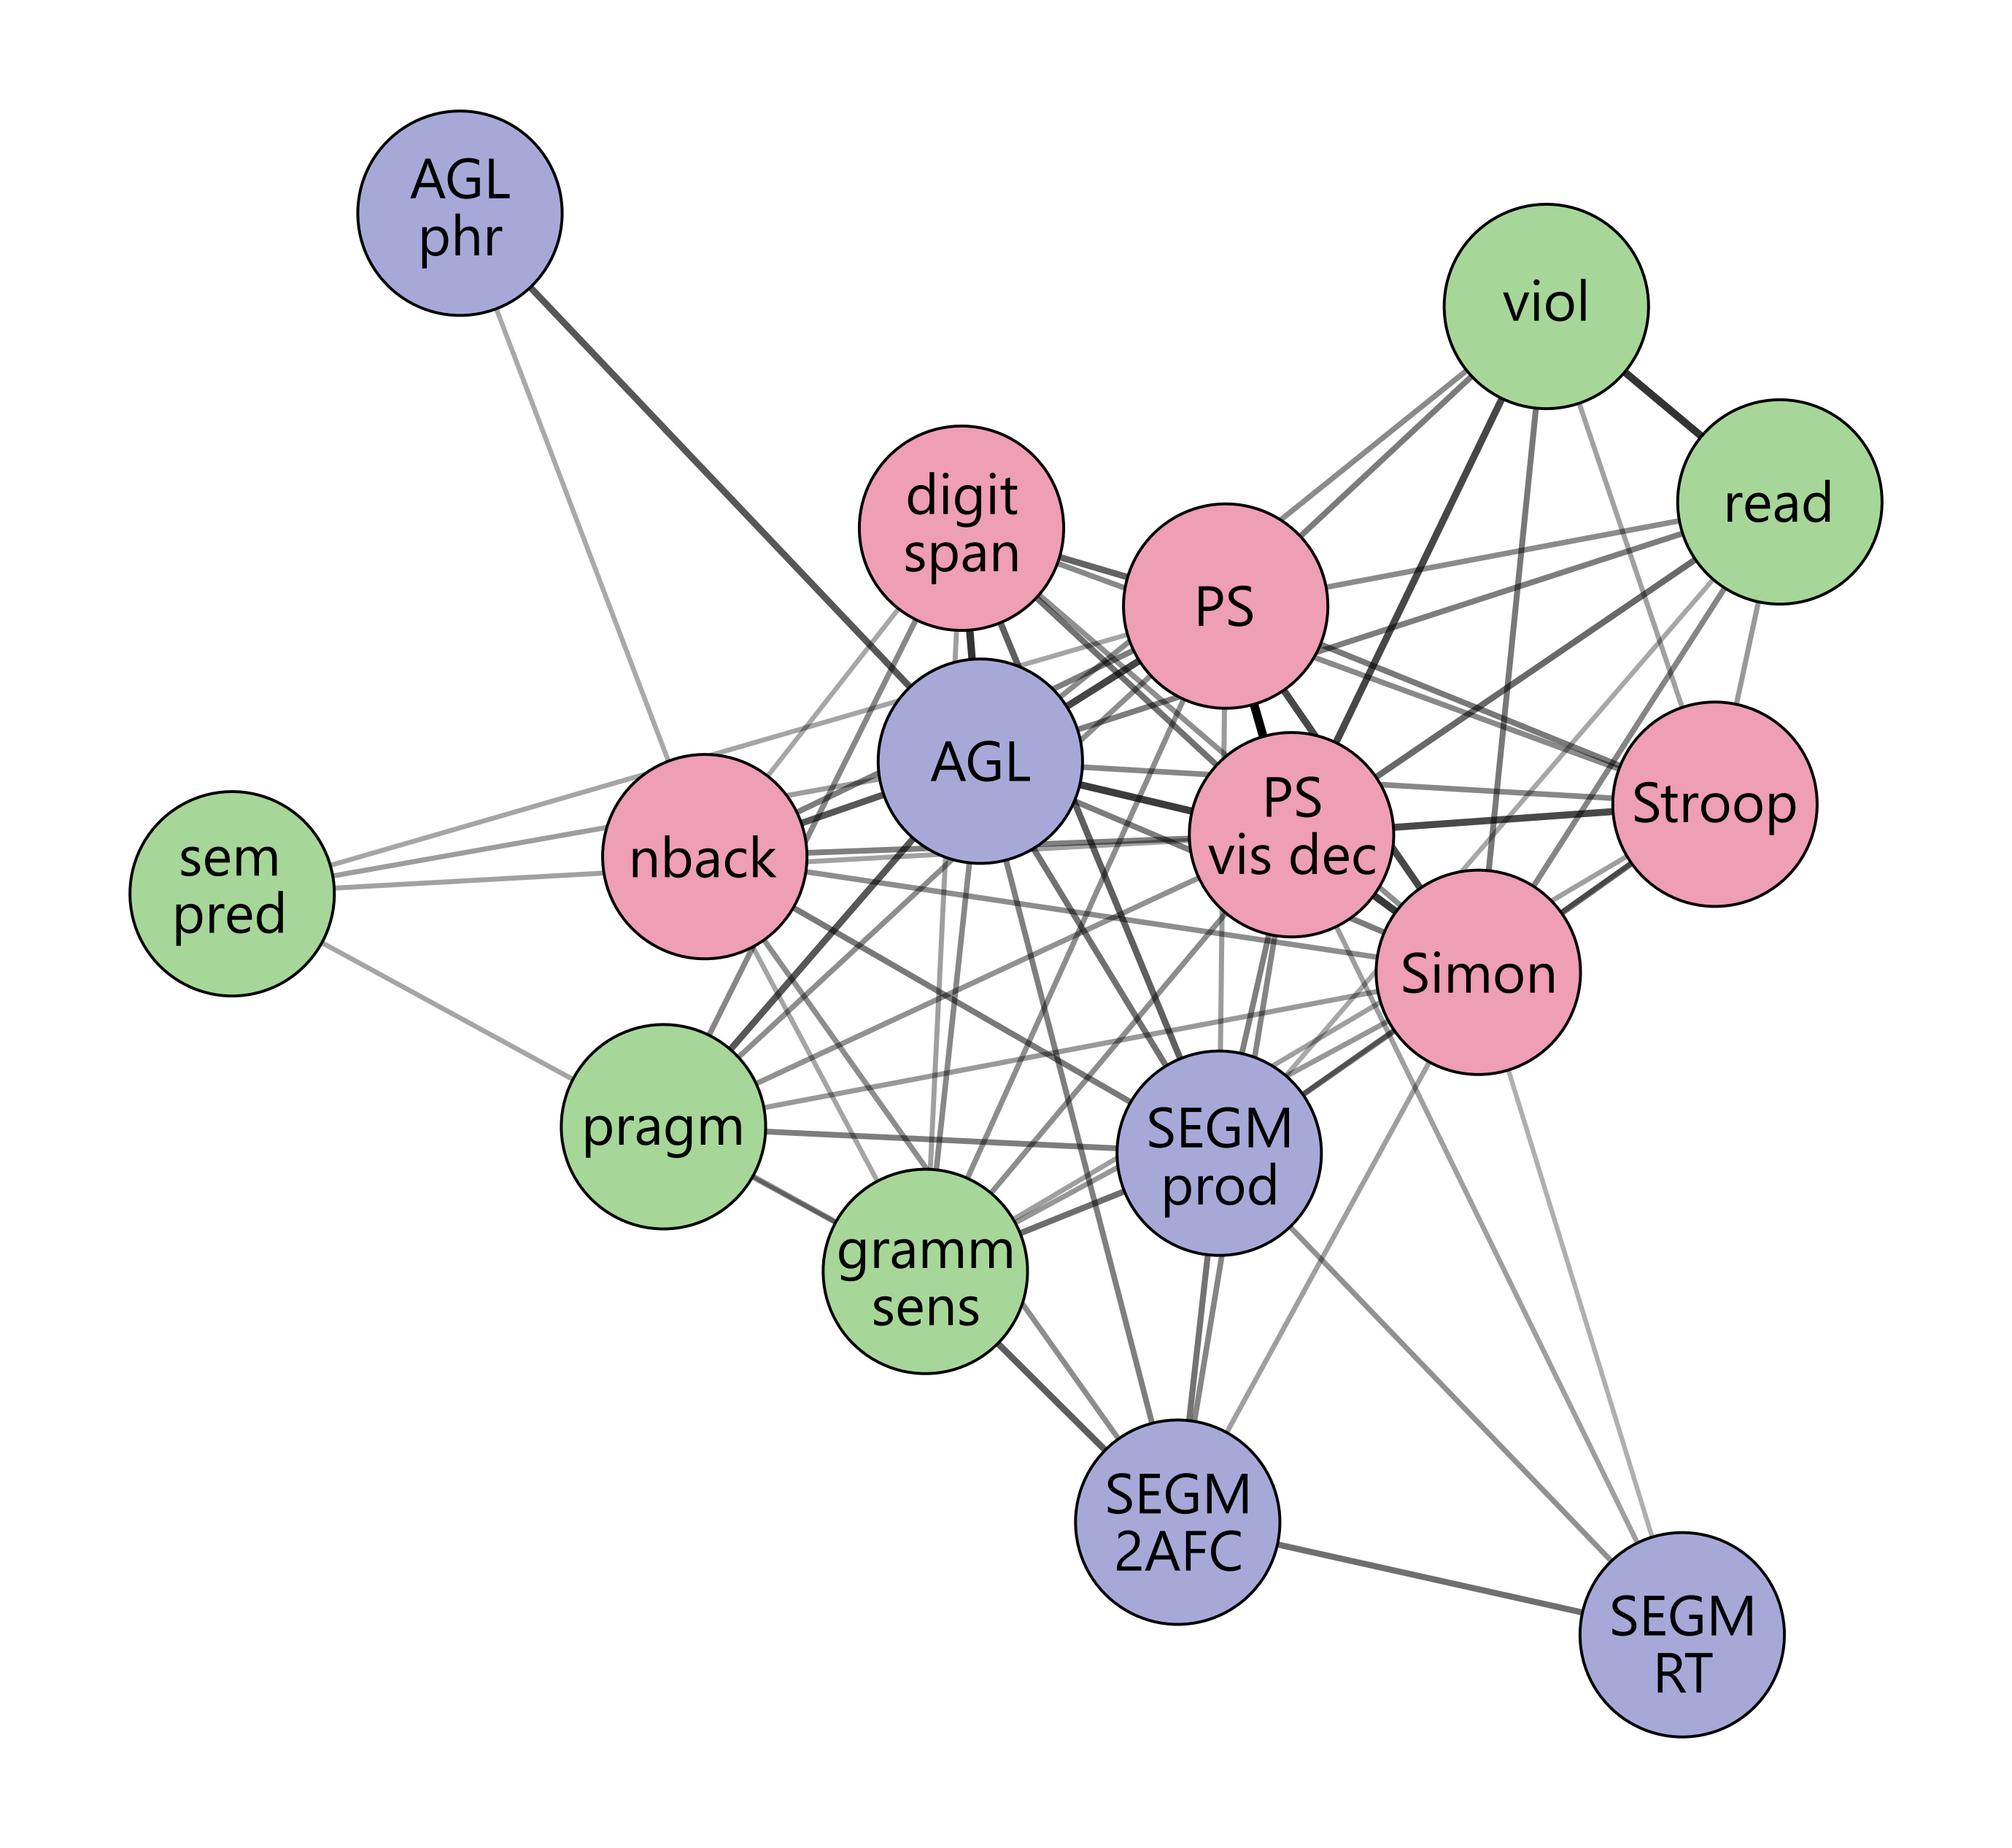 AGL
phr
viol
read
digit
span
PS
AGL
PS
vis dec
Stroop
nback
sem
pred
Simon
pragm
SEGM
prod
gramm
sens
SEGM
2AFC
SEGM
RT